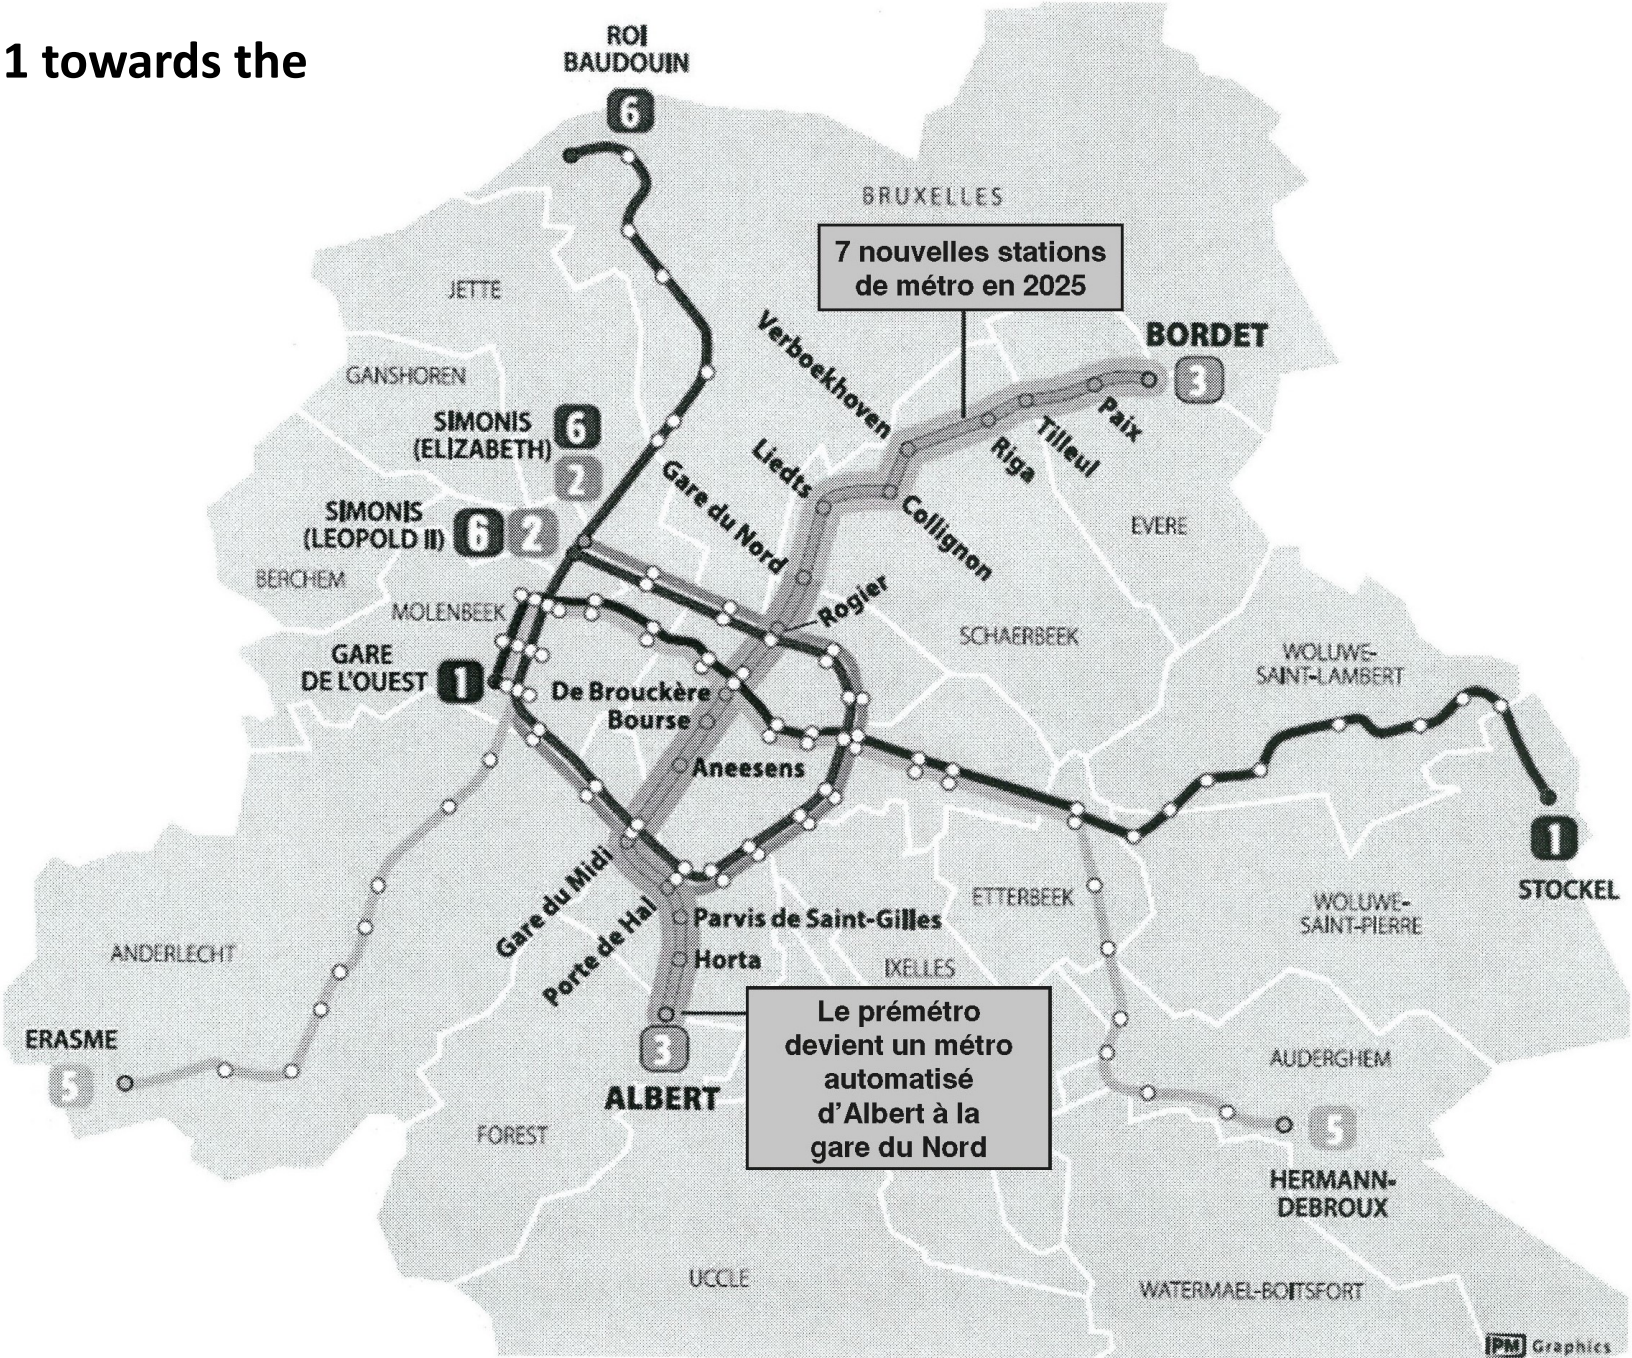 1 towards the
ROI
BAUDOUIN
6
BRUXELLES
7 nouvelles stations
de métro en 2025
JETTE
Verboekhoven
BORDET
3
GANSHOREN
SIMONIS
(ELIZABETH)
6
2
Paix
Tilleul
Riga
Liedts
Gare du Nord
Collignon
SIMONIS
(LEOPOLD II)
6
2
EVERE
BERCHEM
MOLENBEEK
Rogier
SCHAERBEEK
WOLUWE-
SAINT-LAMBERT
GARE
DE L'OUEST
1
De Brouckère
Bourse
Aneesens
1
STOCKEL
Gare du Midi
Porte de Hal
Parvis de Saint-Gilles
Horta
ETTERBEEK
WOLUWE-
SAINT-PIERRE
ANDERLECHT
IXELLES
Le prémétro
devient un métro
automatisé
d'Albert à la
gare du Nord
ERASME
5
3
ALBERT
AUDERGHEM
FOREST
5
HERMANN-
DEBROUX
UCCLE
WATERMAEL-BOITSFORT
IPM Graphics